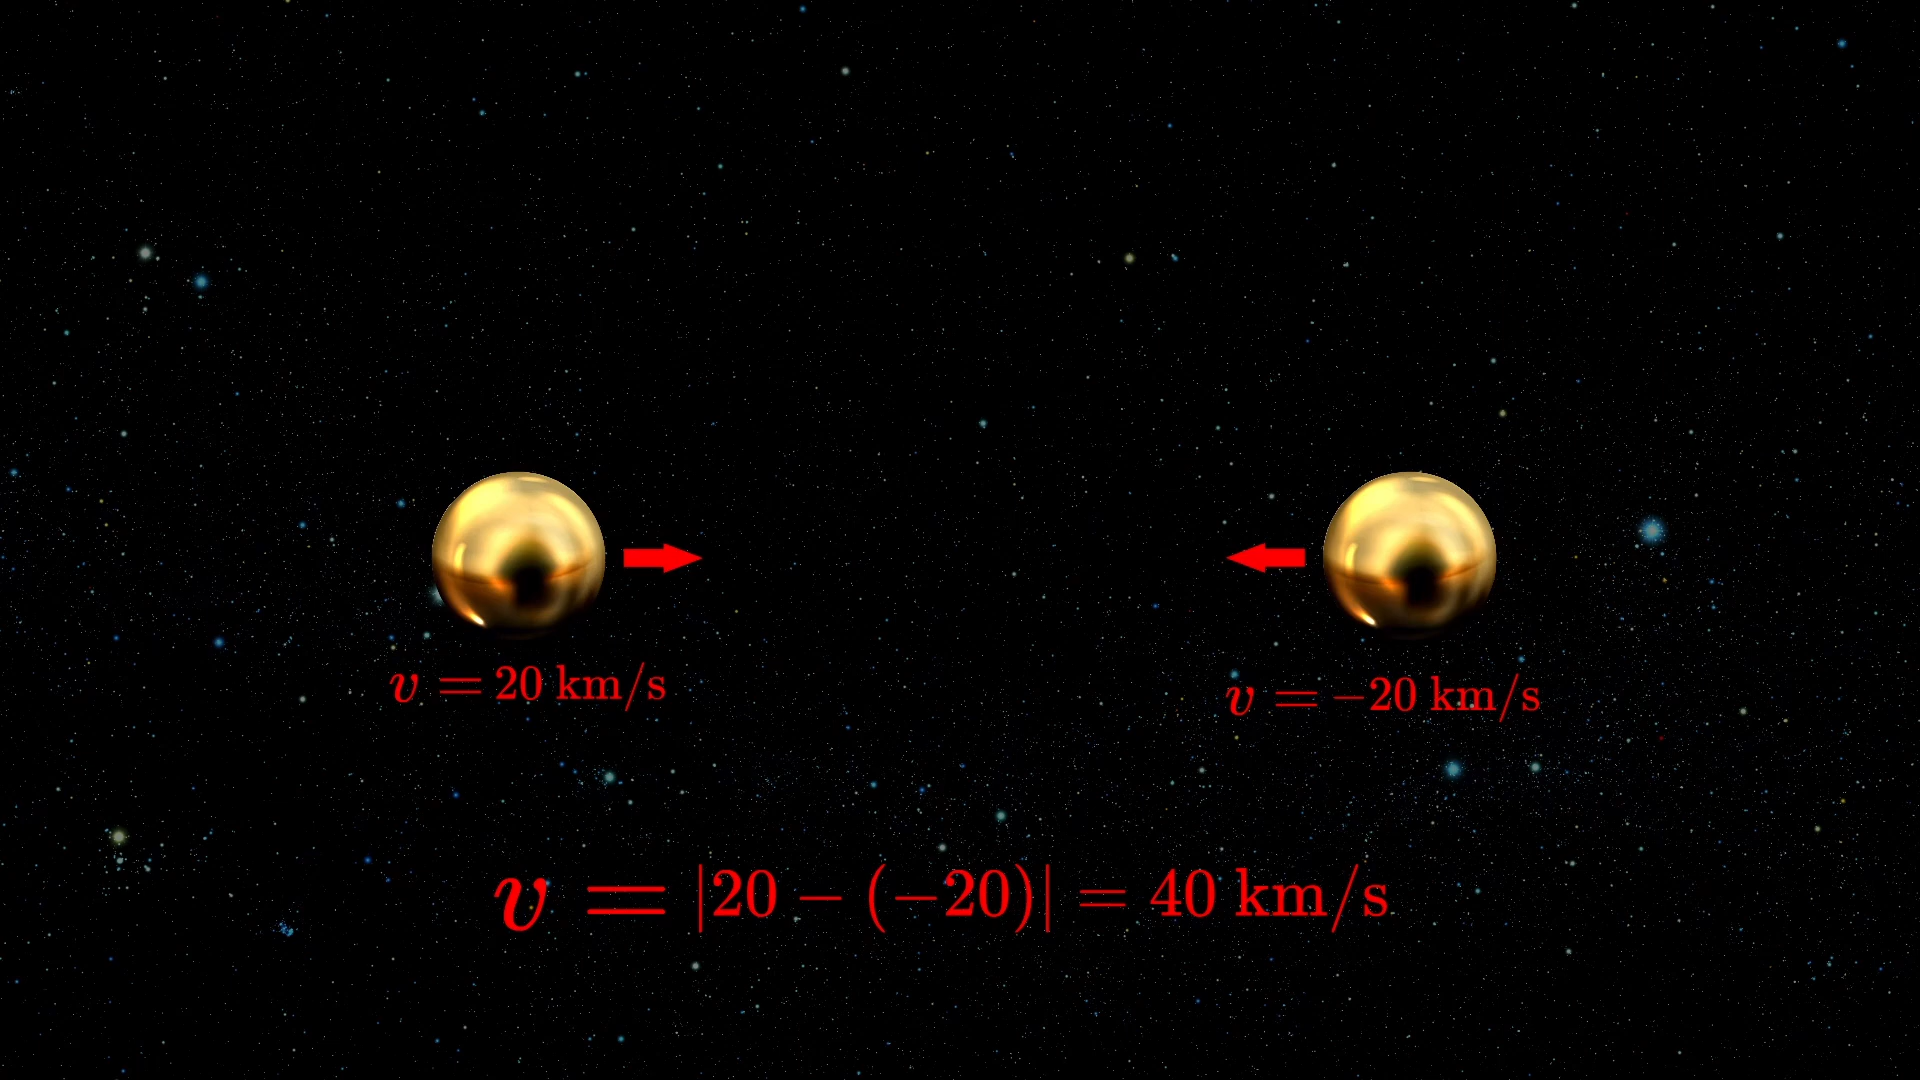 v = 20 km/s
v = −20 km/s
v = |20 − (−20)| = 40 km/s